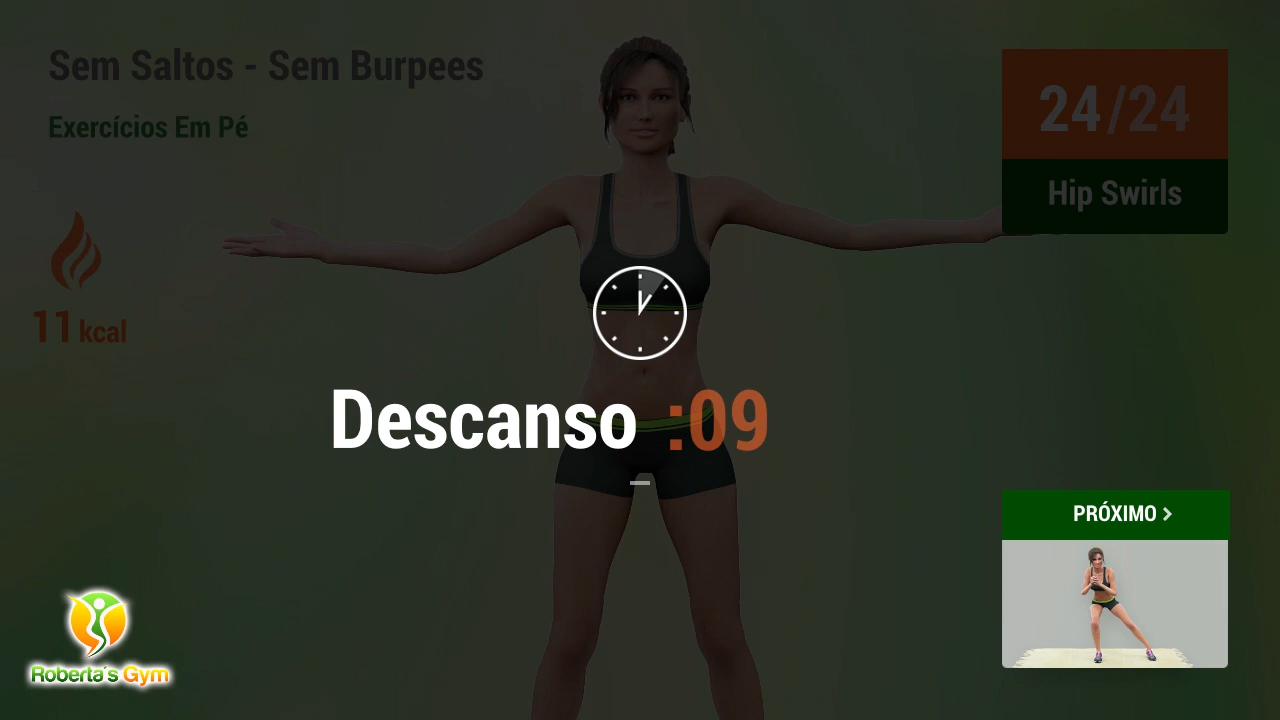 Sem Saltos - Sem Burpees
Exercícios Em Pé
24/24
Hip Swirls
11 kcal
Descanso :09
PRÓXIMO >
Roberta´s Gym